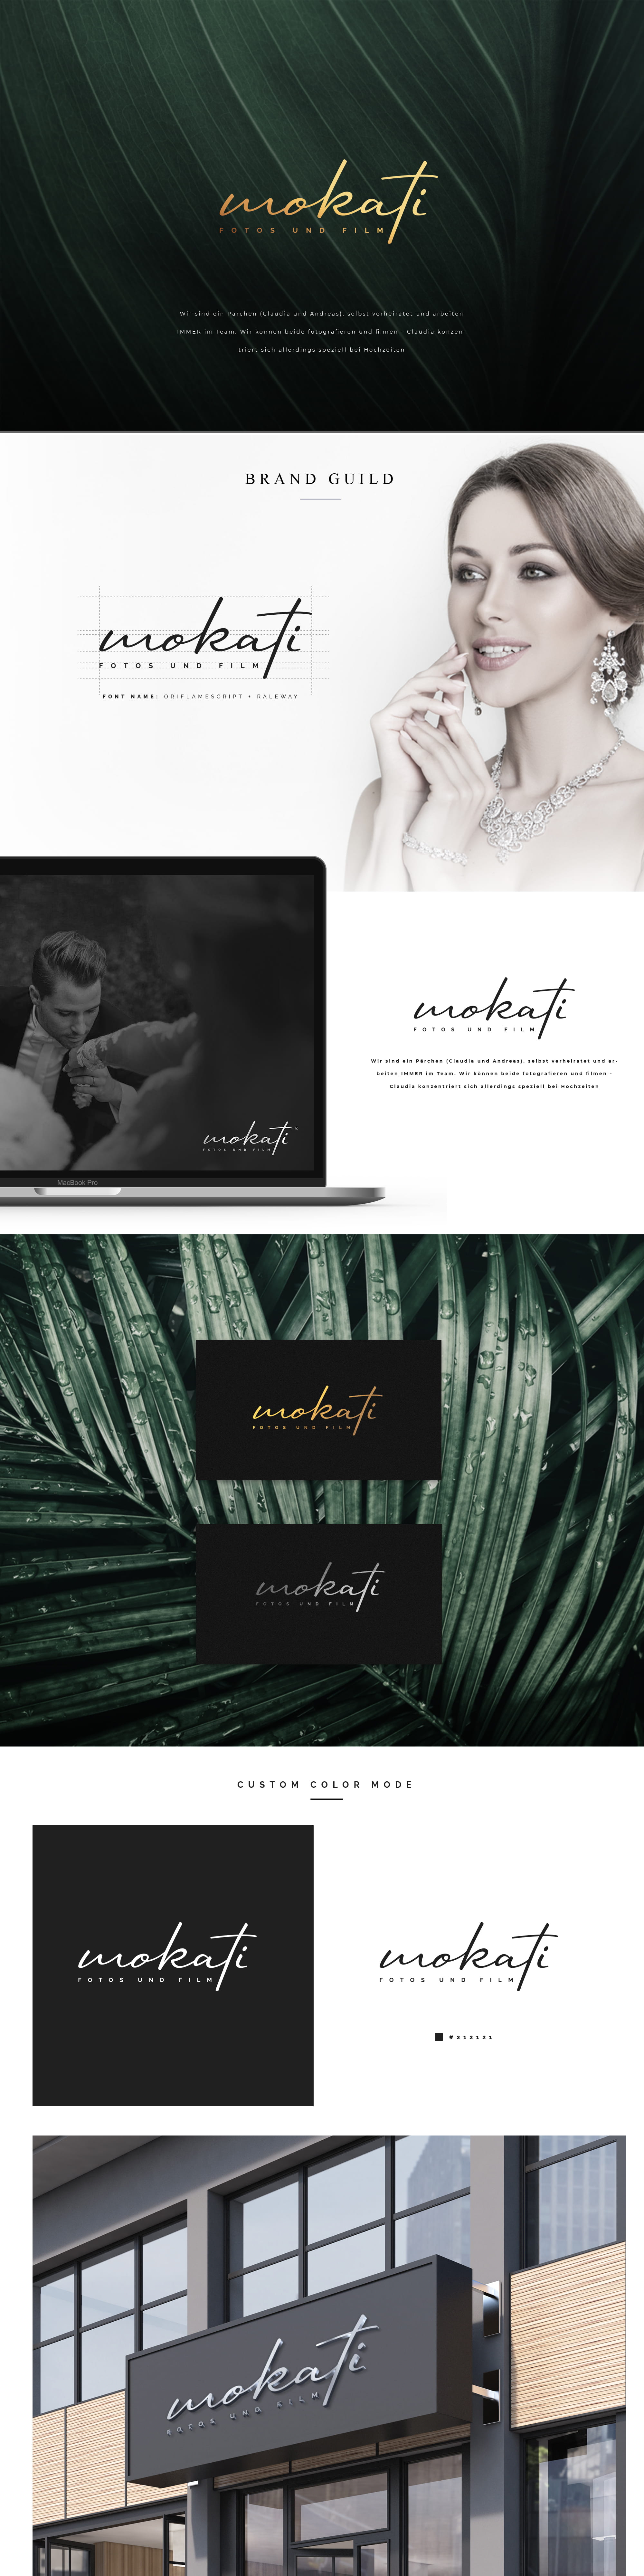 mokati
FOTOS UND FILM
Wir sind ein Pärchen (Claudia und Andreas), selbst verheiratet und arbeiten
IMMER im Team. Wir können beide fotografieren und filmen - Claudia konzen-
triert sich allerdings speziell bei Hochzeiten
BRAND GUILD
mokati
FOTOS UND FILM
FONT NAME: ORIFLAMESCRIPT • RALEWAY
mokati
FOTOS UND FILM
Wir sind ein Pärchen (Claudia und Andreas), selbst verheiratet und ar-
beiten IMMER im Team. Wir können beide fotografieren und filmen -
Claudia konzentriert sich allerdings speziell bei Hochzeiten
mokati®
FOTOS UND FILM
MacBook Pro
mokati
FOTOS UND FILM
mokati
FOTOS UND FILM
CUSTOM COLOR MODE
mokati
FOTOS UND FILM
mokati
FOTOS UND FILM
#212121
mokati
FOTOS UND FILM